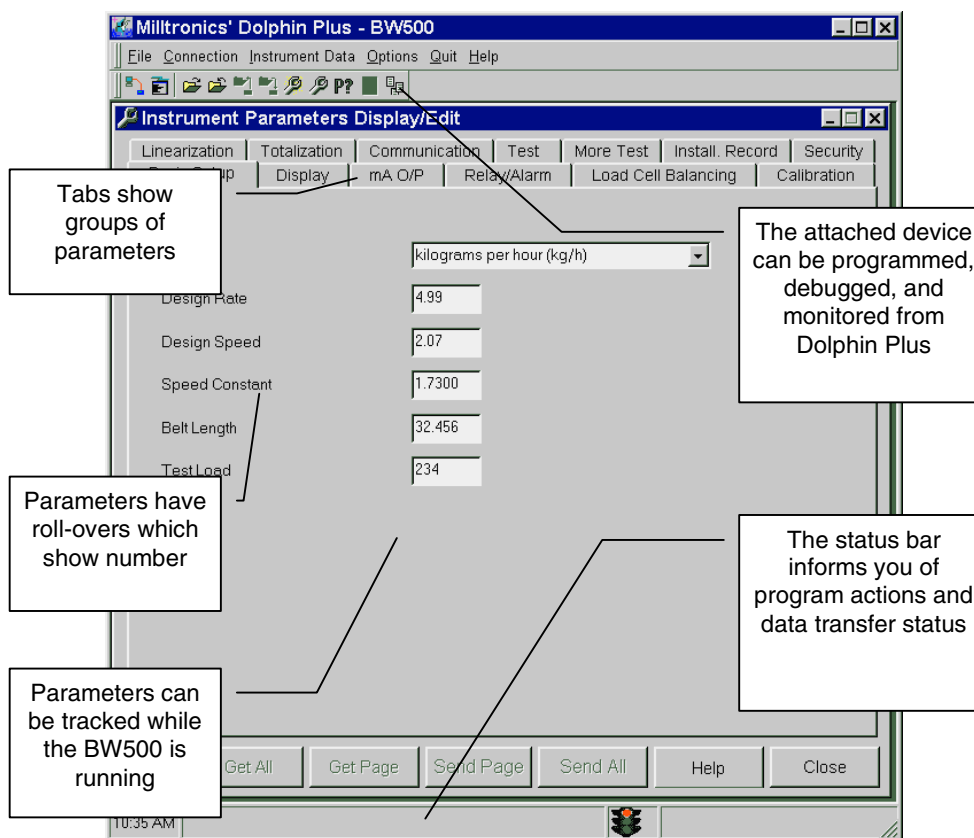 Milltronics' Dolphin Plus - BW500
File Connection Instrument Data Options Quit Help
P?
Instrument Parameters Display/Edit
Linearization Totalization Communication Test More Test Install. Record Security
Display mA O/P Relay/Alarm Load Cell Balancing Calibration
Tabs show
groups of
parameters
The attached device
can be programmed,
debugged, and
monitored from
Dolphin Plus
kilograms per hour (kg/h)
Design Rate 4.99
Design Speed 2.07
Speed Constant 1.7300
Belt Length 32.456
Test Load 234
Parameters have
roll-overs which
show number
The status bar
informs you of
program actions and
data transfer status
Parameters can
be tracked while
the BW500 is
running
Get All Get Page Send Page Send All Help Close
10:35 AM